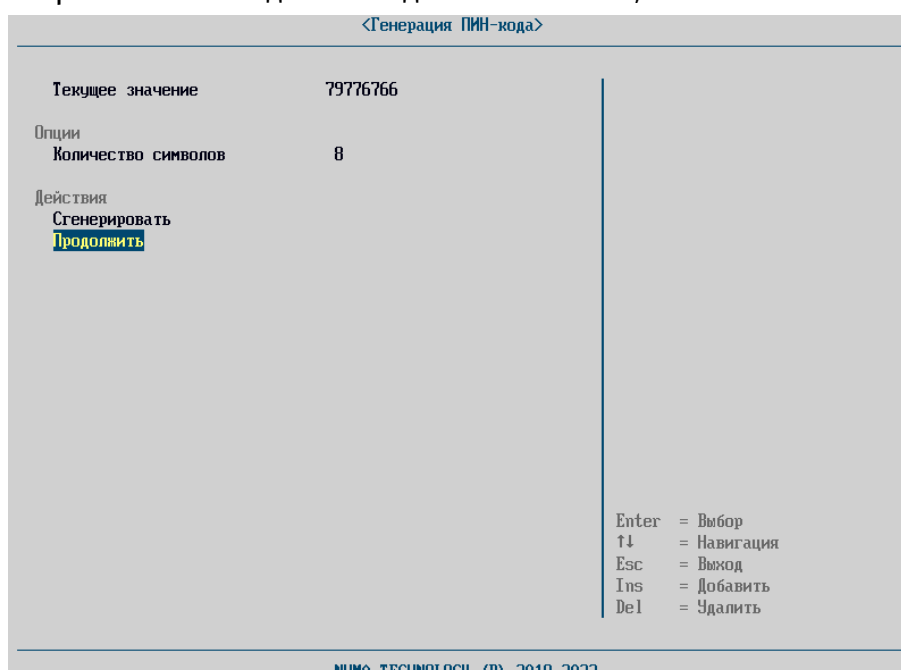 <Генерация ПИН-кода>
Текущее значение 79776766
Опции
Количество символов 8
Действия
Сгенерировать
Продолжить
Enter = Выбор
↑↓ = Навигация
Esc = Выход
Ins = Добавить
Del = Удалить